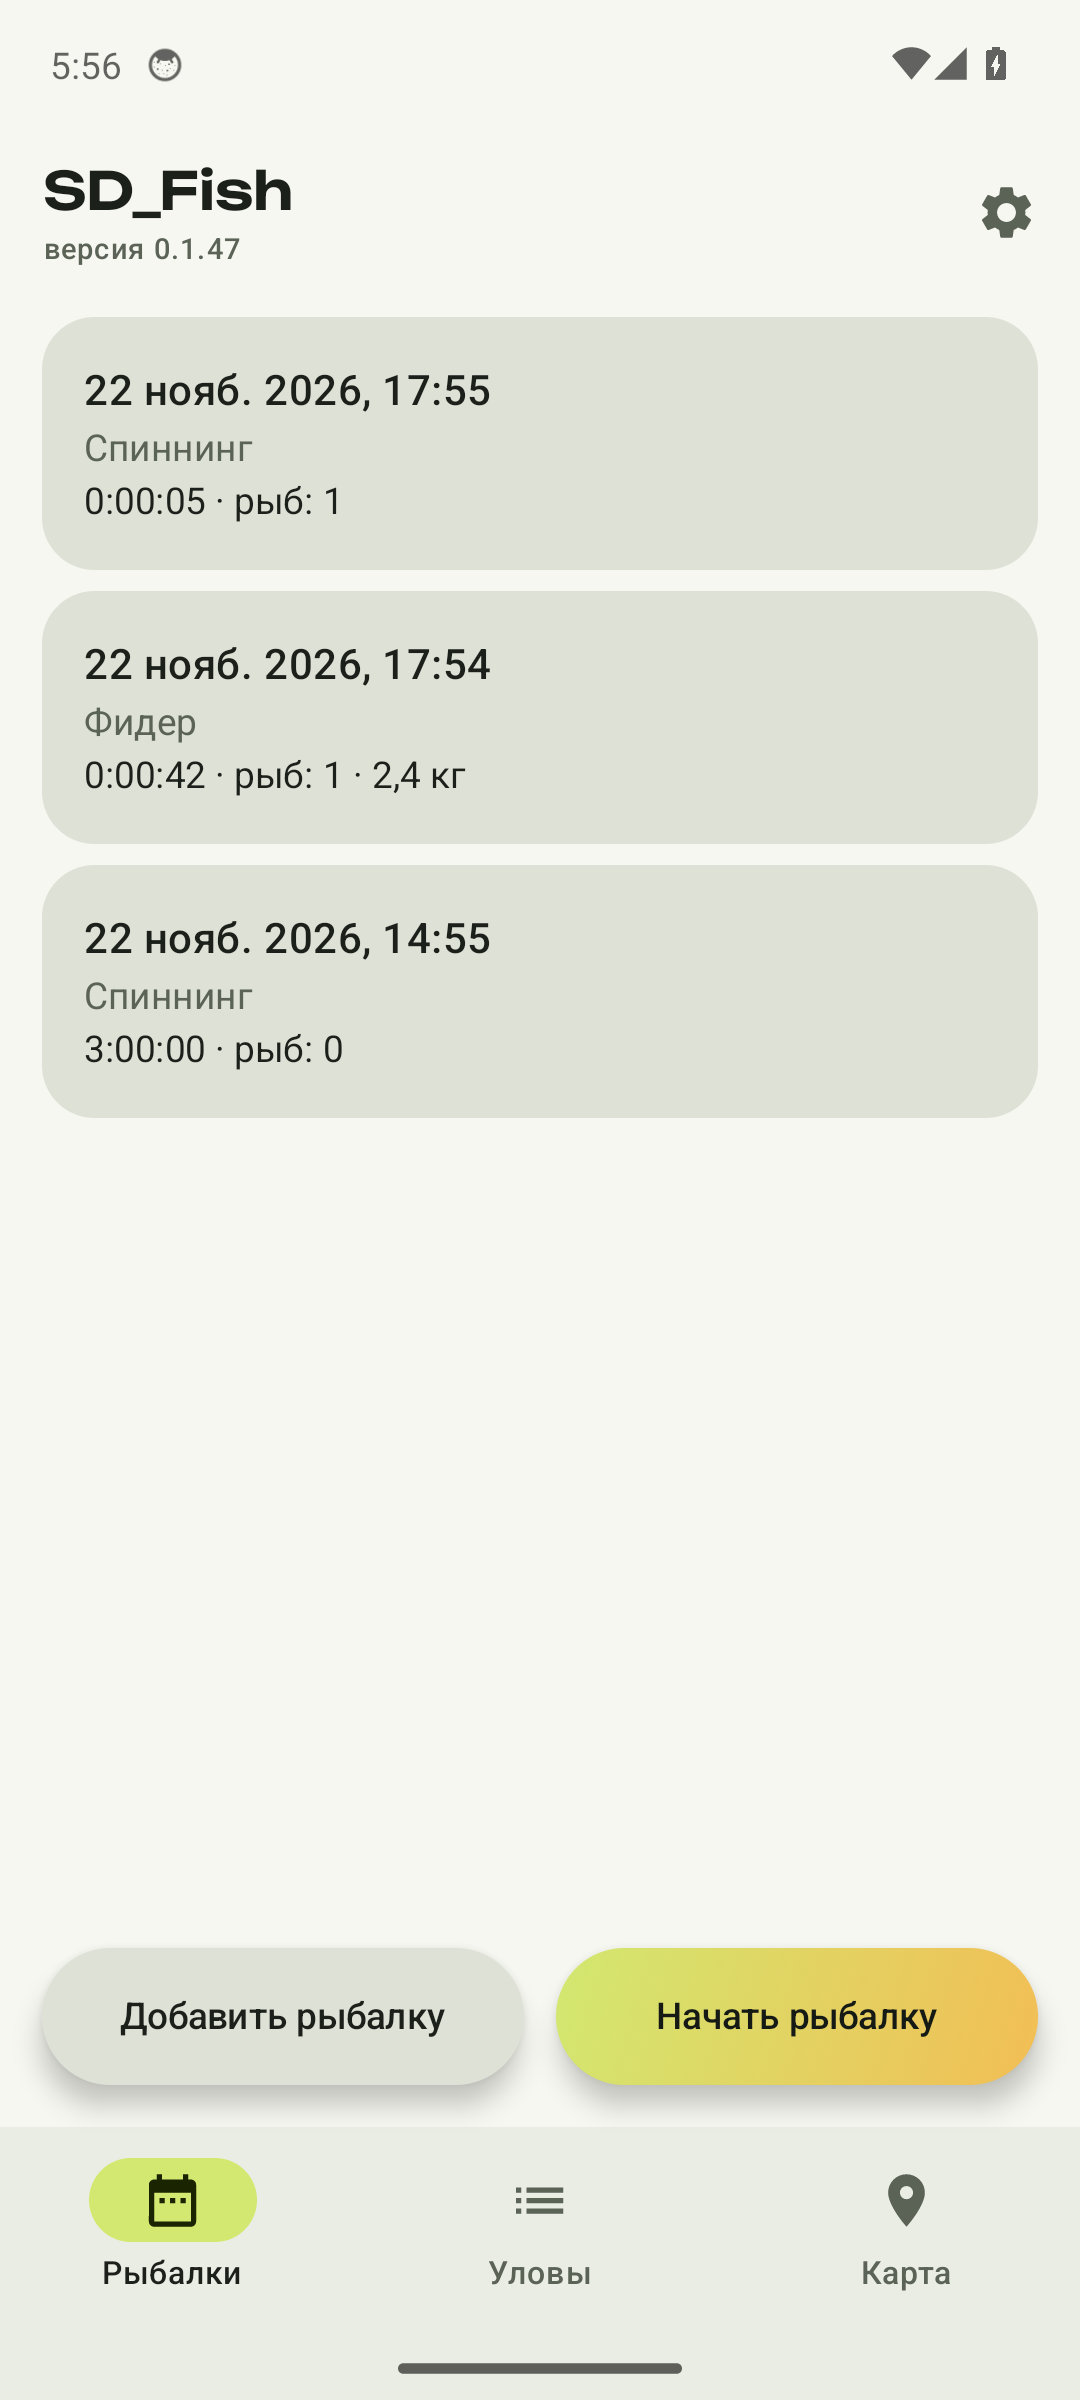 5:56
SD_Fish
версия 0.1.47
22 нояб. 2026, 17:55
Спиннинг
0:00:05 · рыб: 1
22 нояб. 2026, 17:54
Фидер
0:00:42 · рыб: 1 · 2,4 кг
22 нояб. 2026, 14:55
Спиннинг
3:00:00 · рыб: 0
Добавить рыбалку
Начать рыбалку
Рыбалки
Уловы
Карта